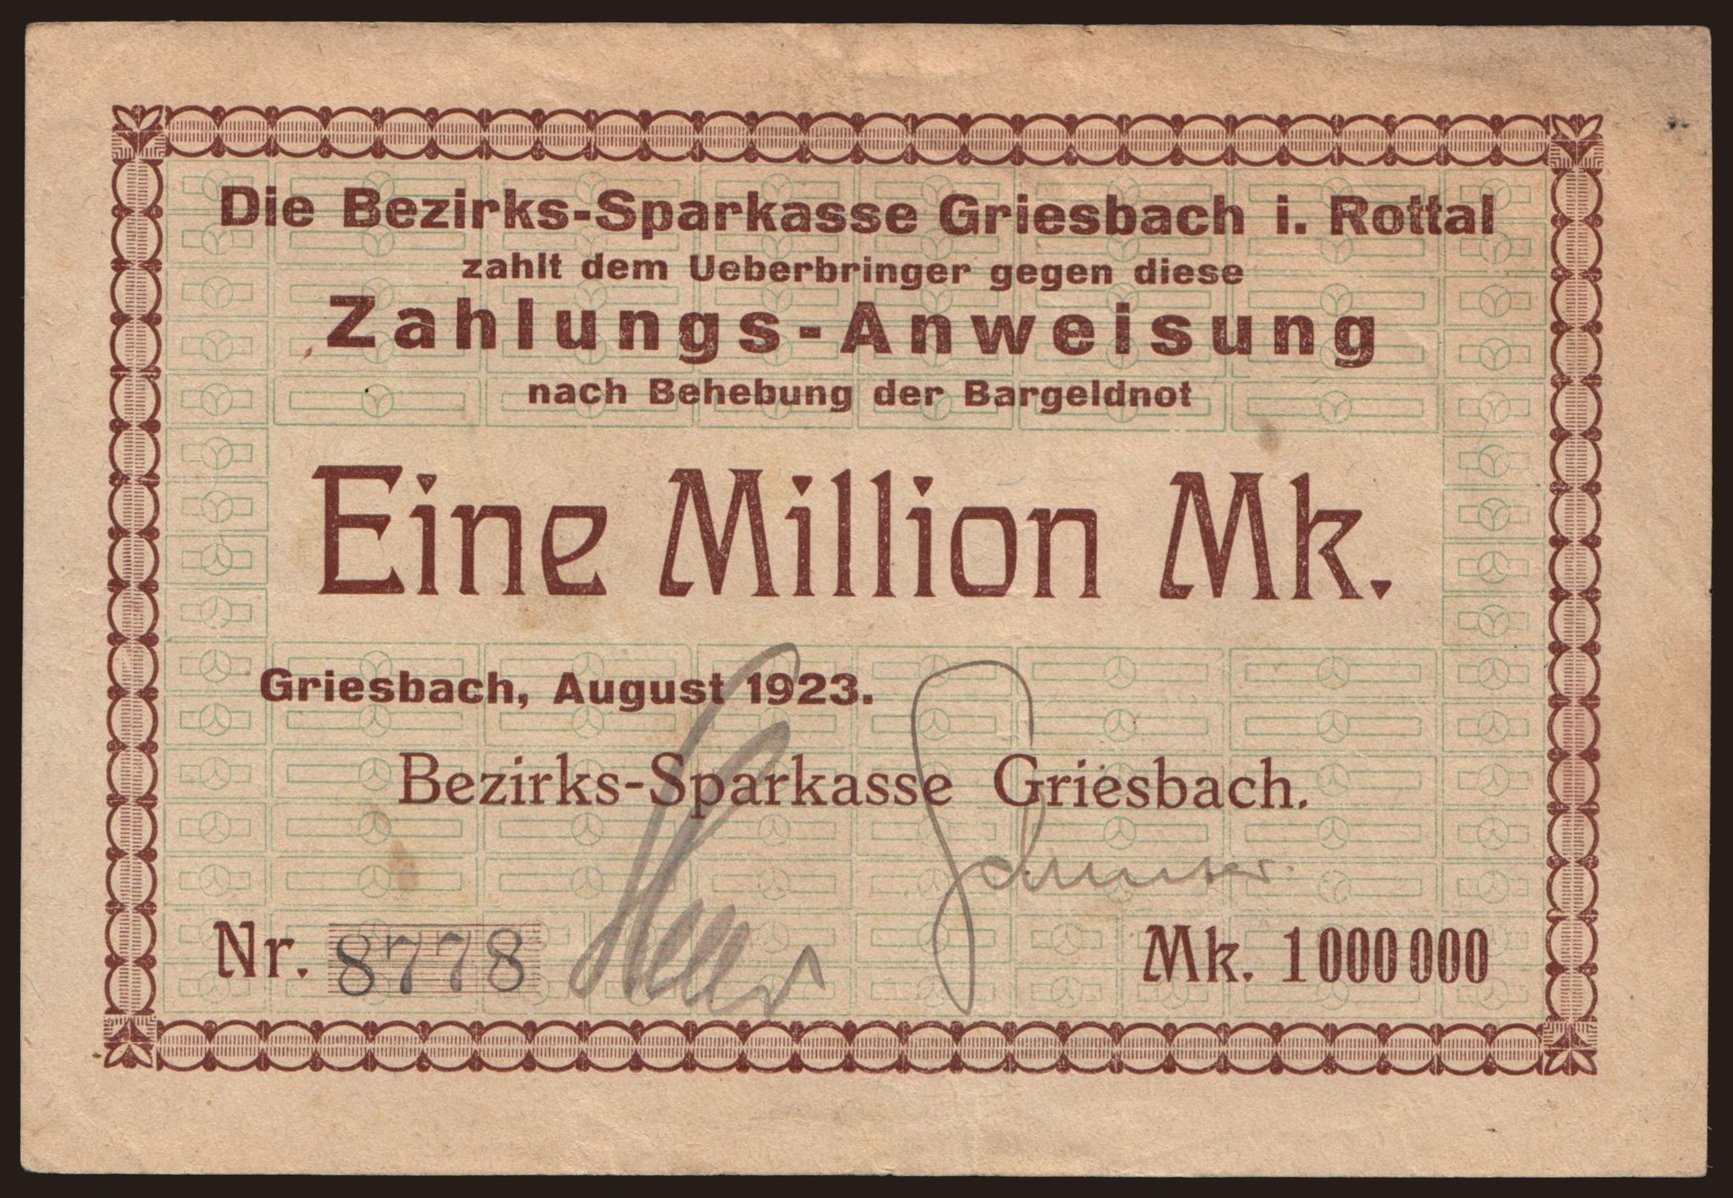 Die Bezirks-Sparkasse Griesbach i. Rottal
zahlt dem Ueberbringer gegen diese
Zahlungs-Anweisung
nach Behebung der Bargeldnot
Eine Million Mk.
Griesbach, August 1923.
Bezirks-Sparkasse Griesbach.
Nr. 8778
Mk. 1000000